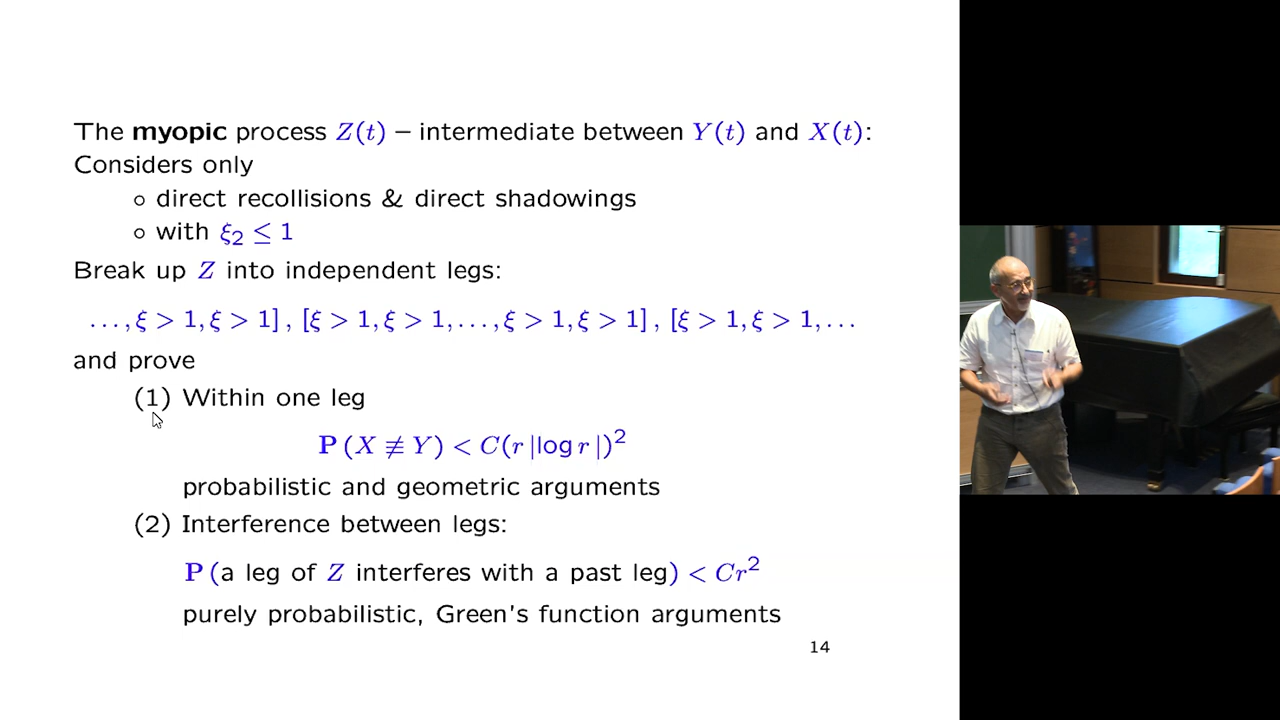 The myopic process Z(t) – intermediate between Y(t) and X(t):
Considers only
◦ direct recollisions & direct shadowings
◦ with ξ₂ ≤ 1
Break up Z into independent legs:
..., ξ > 1, ξ > 1], [ξ > 1, ξ > 1, ..., ξ > 1, ξ > 1], [ξ > 1, ξ > 1, ...
and prove
(1) Within one leg
P (X ≢ Y) < C(r |log r|)²
probabilistic and geometric arguments
(2) Interference between legs:
P (a leg of Z interferes with a past leg) < Cr²
purely probabilistic, Green's function arguments
14